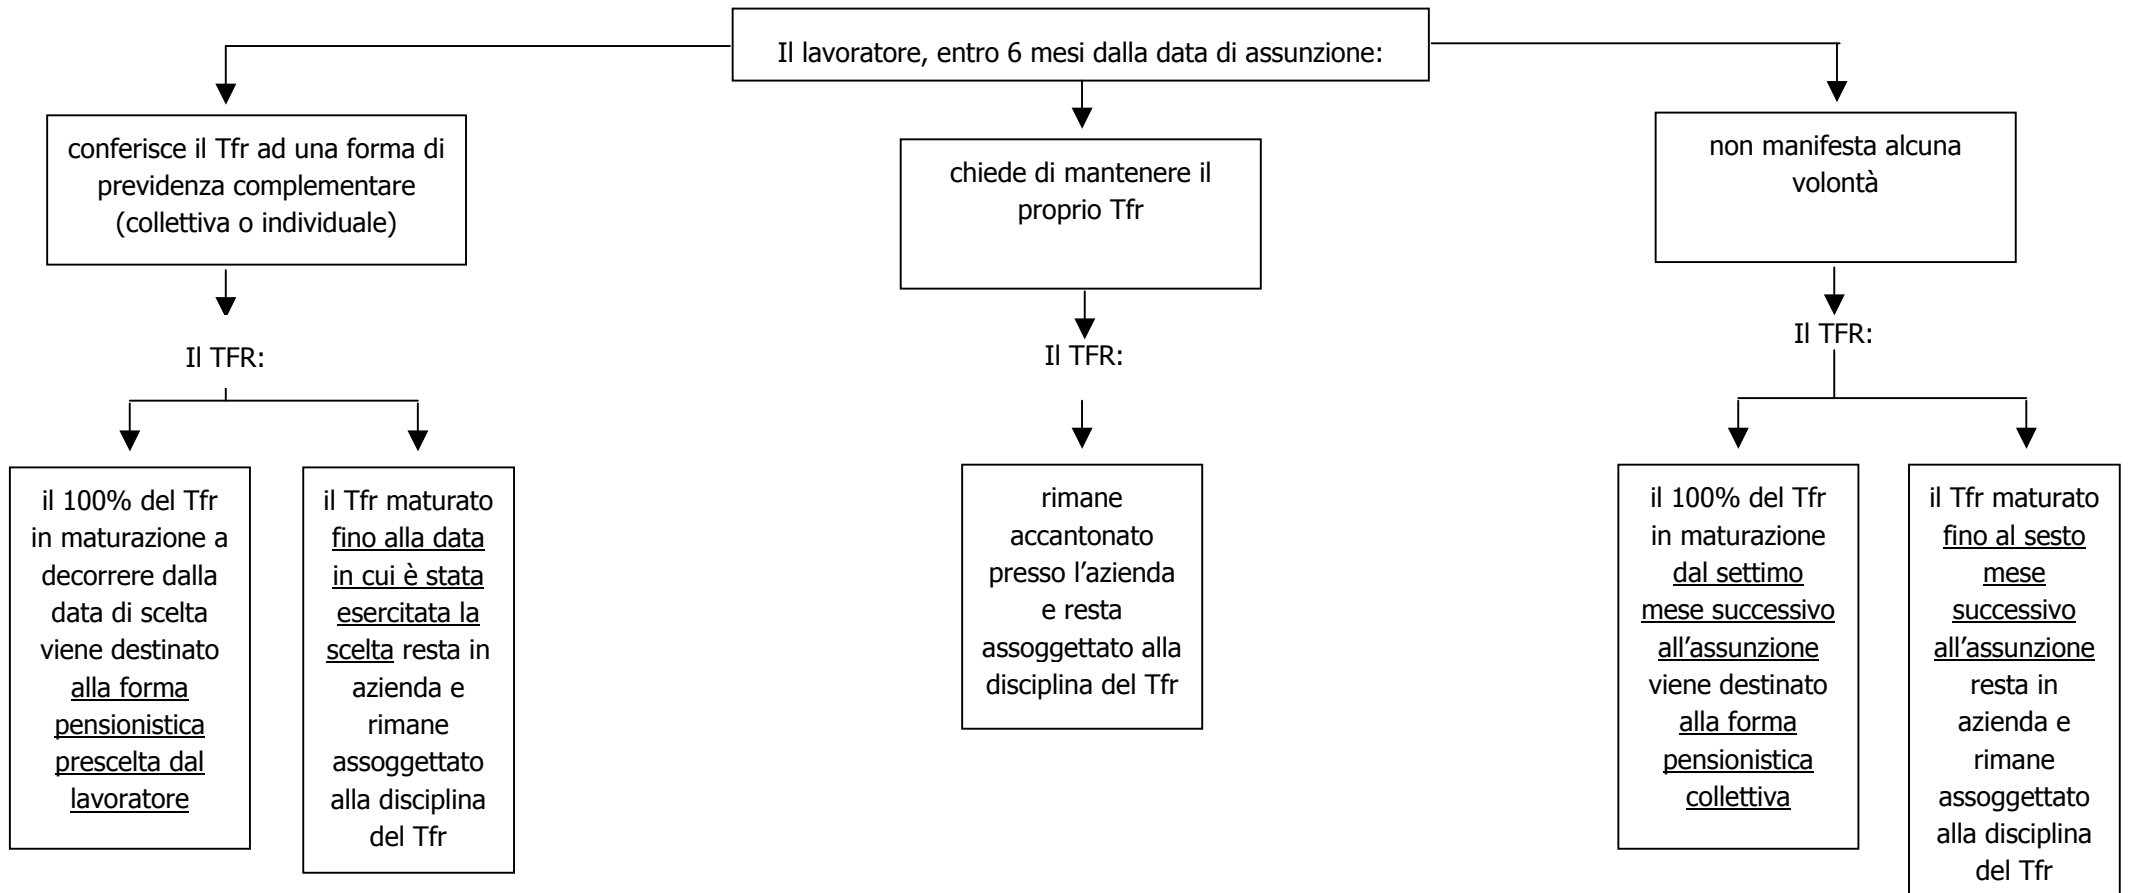 Il lavoratore, entro 6 mesi dalla data di assunzione:
conferisce il Tfr ad una forma di
previdenza complementare
(collettiva o individuale)
chiede di mantenere il
proprio Tfr
non manifesta alcuna
volontà
Il TFR:
Il TFR:
Il TFR:
il 100% del Tfr
in maturazione a
decorrere dalla
data di scelta
viene destinato
alla forma
pensionistica
prescelta dal
lavoratore
il Tfr maturato
fino alla data
in cui è stata
esercitata la
scelta resta in
azienda e
rimane
assoggettato
alla disciplina
del Tfr
rimane
accantonato
presso l’azienda
e resta
assoggettato alla
disciplina del Tfr
il 100% del Tfr
in maturazione
dal settimo
mese successivo
all’assunzione
viene destinato
alla forma
pensionistica
collettiva
il Tfr maturato
fino al sesto
mese
successivo
all’assunzione
resta in
azienda e
rimane
assoggettato
alla disciplina
del Tfr